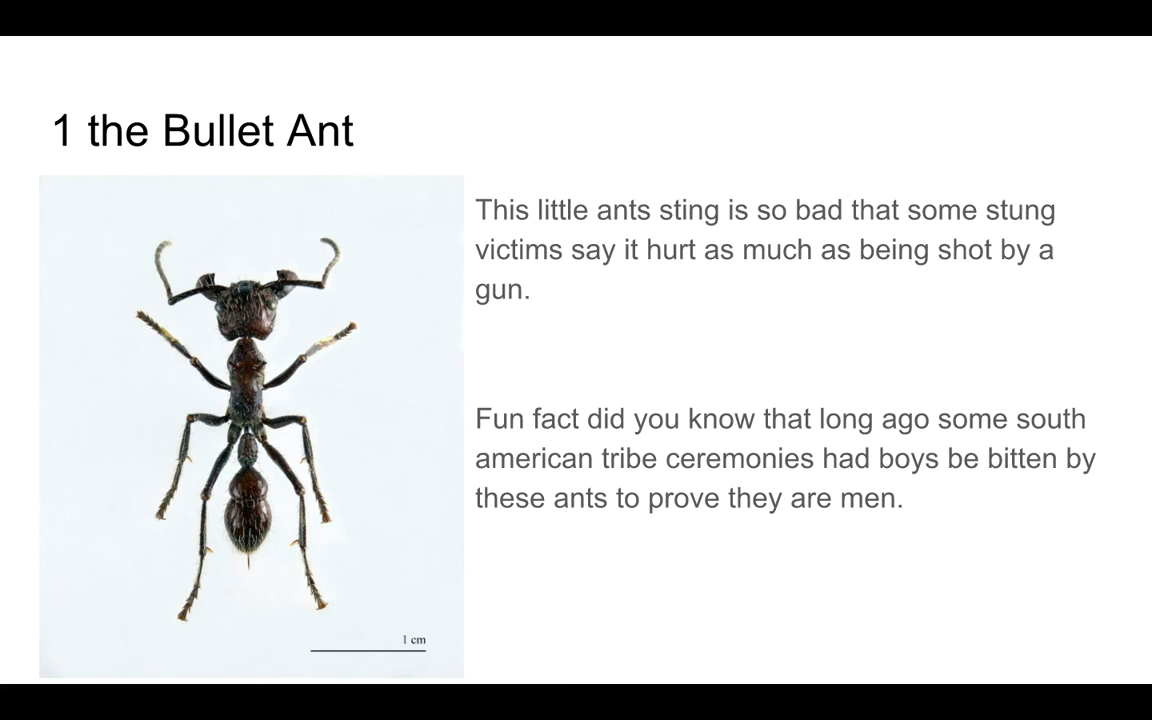 1 the Bullet Ant
This little ants sting is so bad that some stung
victims say it hurt as much as being shot by a
gun.
Fun fact did you know that long ago some south
american tribe ceremonies had boys be bitten by
these ants to prove they are men.
1 cm